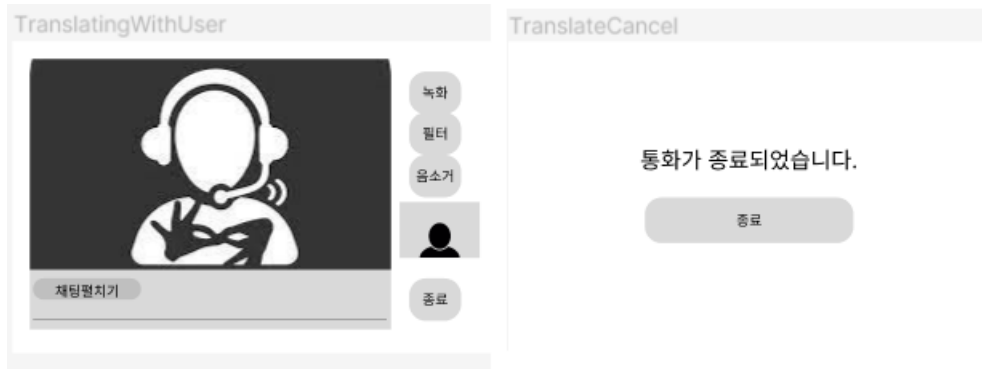 TranslatingWithUser
녹화
필터
음소거
채팅펼치기
종료
TranslateCancel
통화가 종료되었습니다.
종료